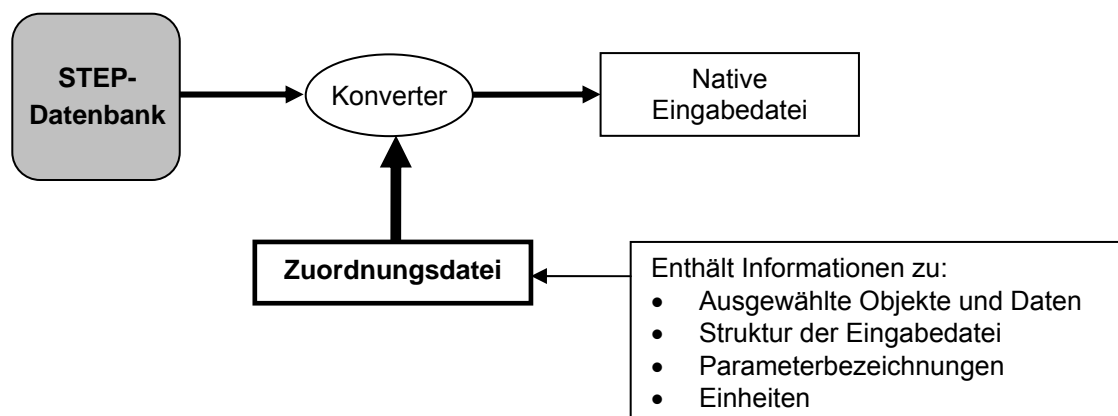 STEP-
Datenbank
Konverter
Native
Eingabedatei
Zuordnungsdatei
Enthält Informationen zu:
• Ausgewählte Objekte und Daten
• Struktur der Eingabedatei
• Parameterbezeichnungen
• Einheiten